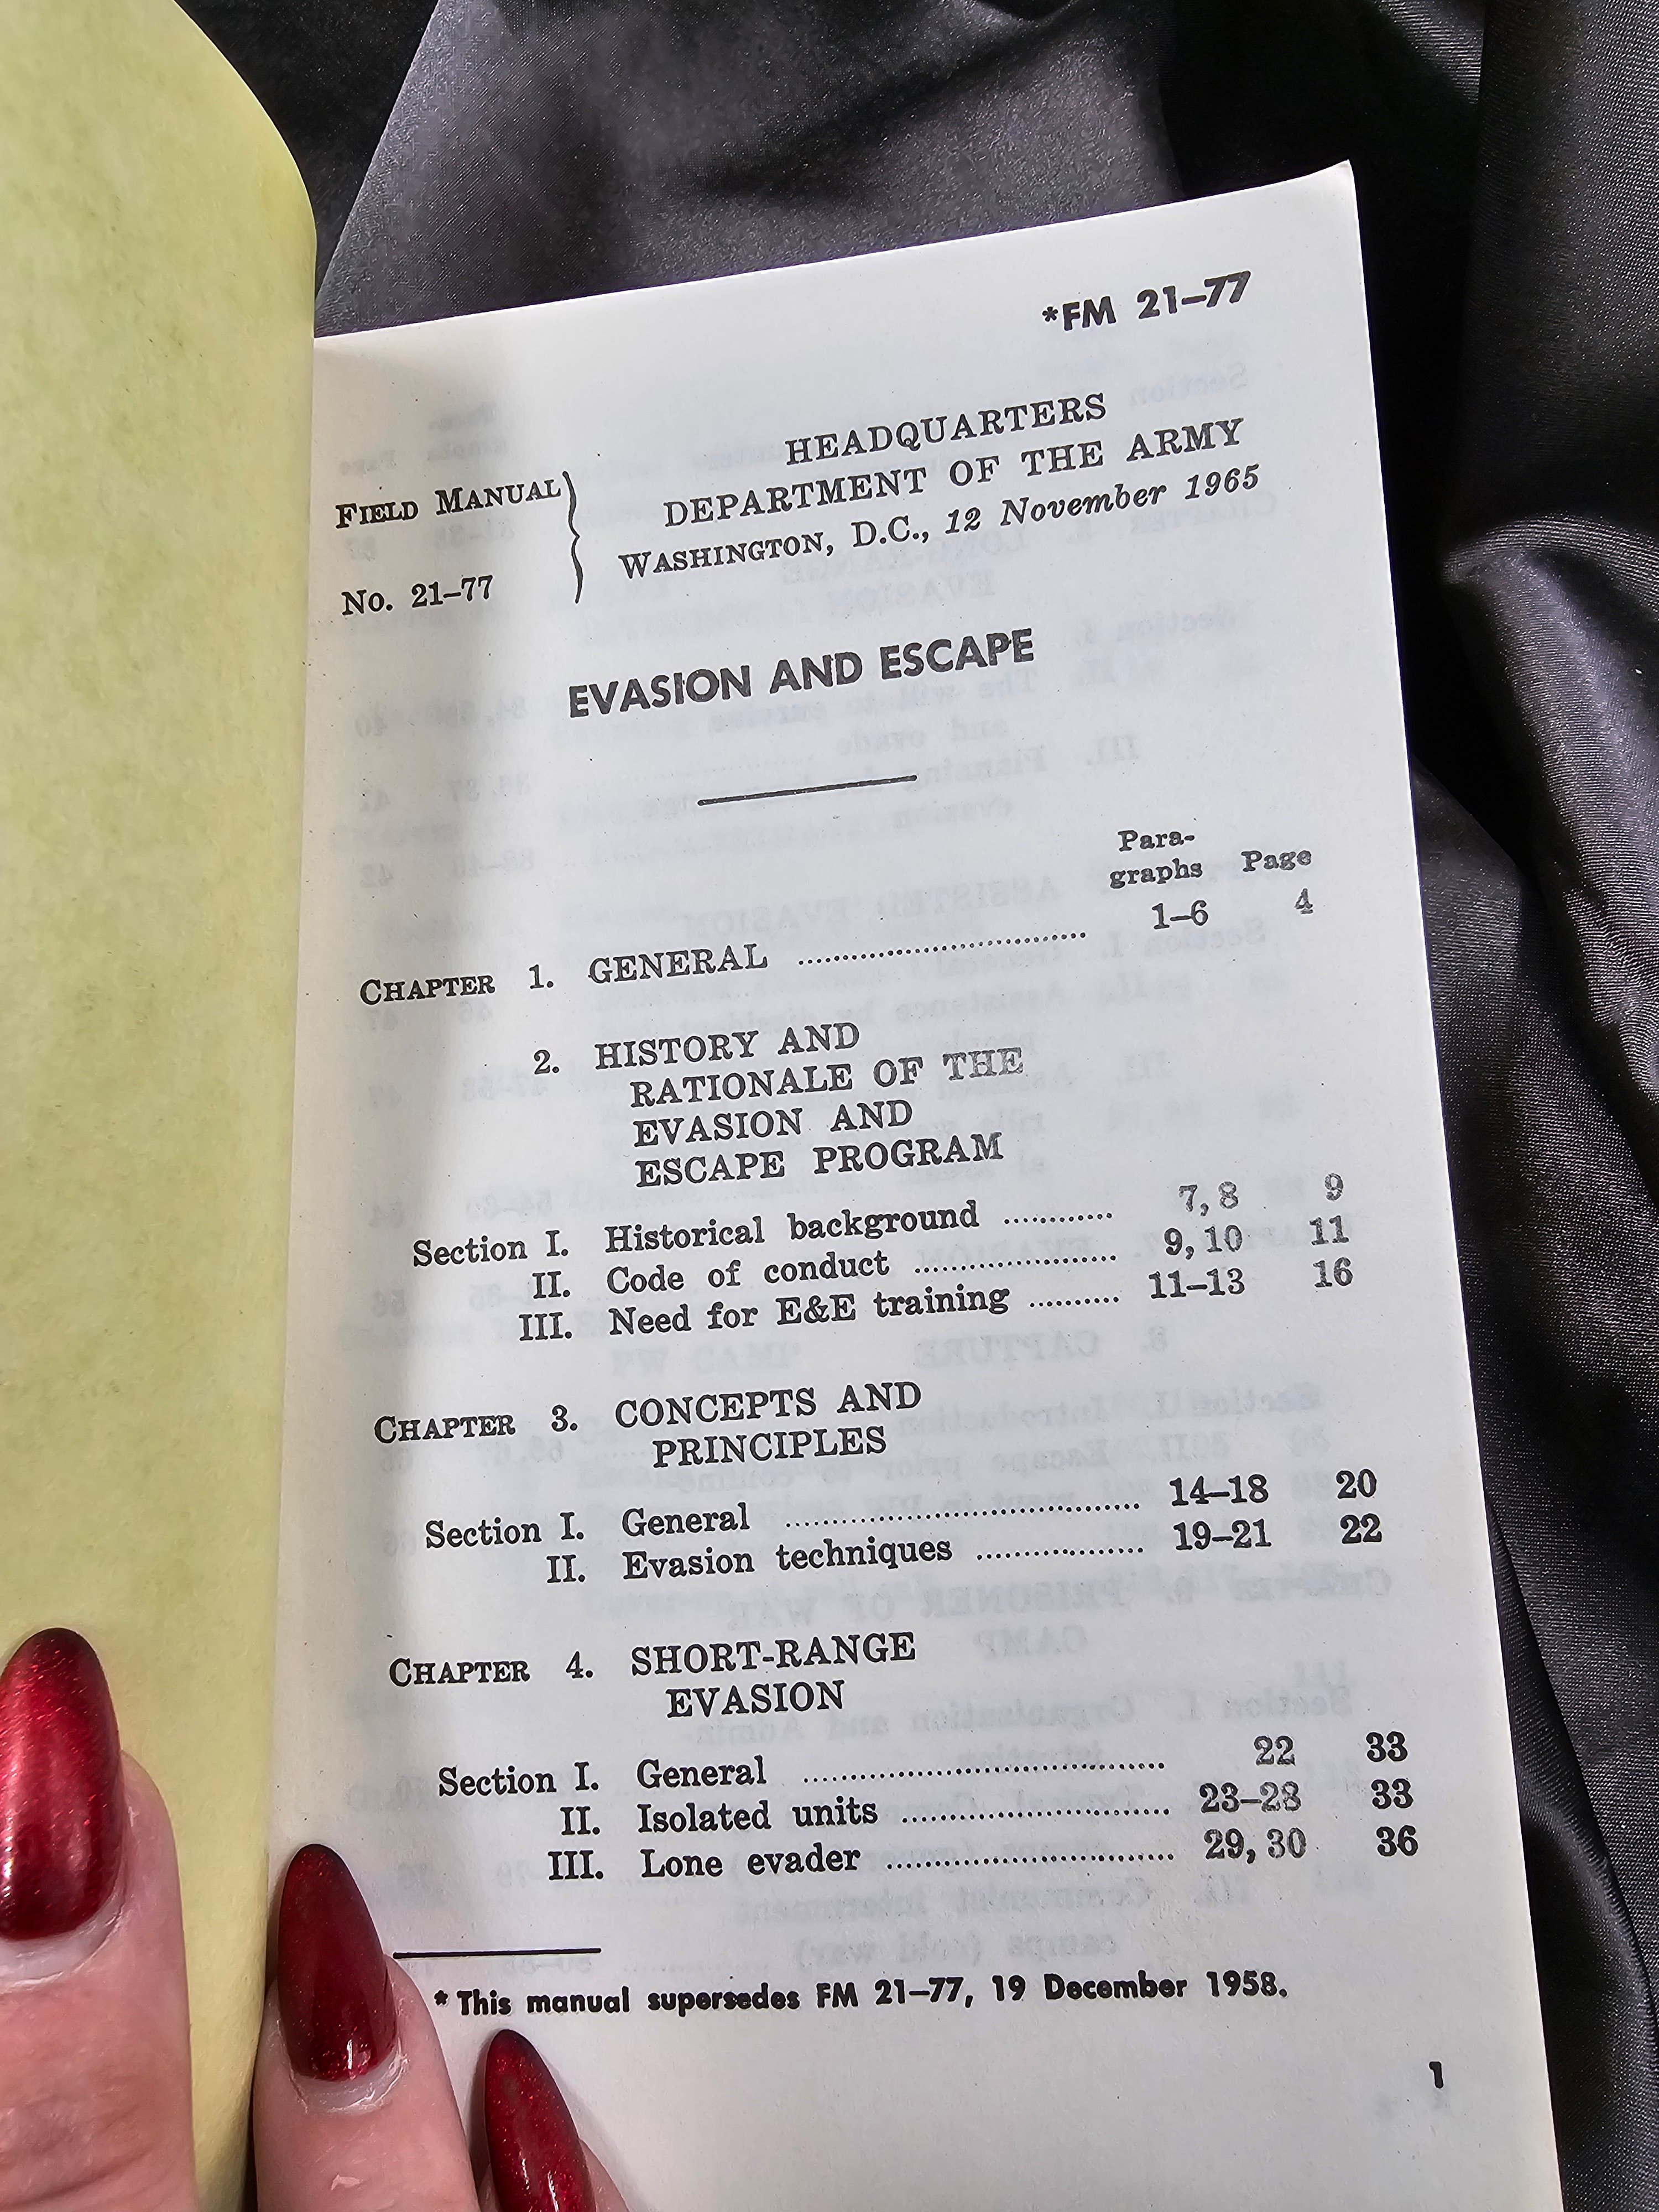 *FM 21–77
FIELD MANUAL
No. 21–77
HEADQUARTERS
DEPARTMENT OF THE ARMY
WASHINGTON, D.C., 12 November 1965
EVASION AND ESCAPE
Para-
graphs Page
CHAPTER 1. GENERAL .................................. 1–6 4
2. HISTORY AND
RATIONALE OF THE
EVASION AND
ESCAPE PROGRAM
Section I. Historical background ............ 7, 8 9
II. Code of conduct ...................... 9, 10 11
III. Need for E&E training .......... 11–13 16
CHAPTER 3. CONCEPTS AND
PRINCIPLES
Section I. General ....................................... 14–18 20
II. Evasion techniques .................. 19–21 22
CHAPTER 4. SHORT-RANGE
EVASION
Section I. General ....................................... 22 33
II. Isolated units ............................. 23–28 33
III. Lone evader ............................... 29, 30 36
* This manual supersedes FM 21–77, 19 December 1958.
1